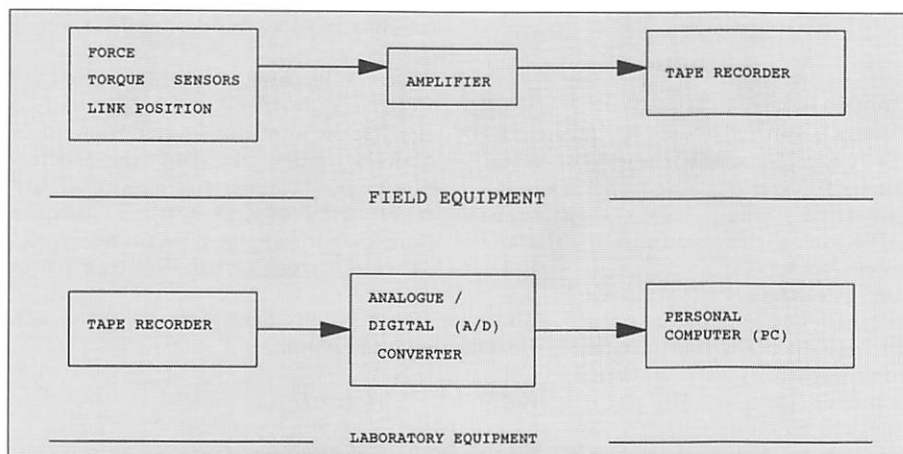 FORCE
TORQUE SENSORS
LINK POSITION
AMPLIFIER
TAPE RECORDER
FIELD EQUIPMENT
TAPE RECORDER
ANALOGUE /
DIGITAL (A/D)
CONVERTER
PERSONAL
COMPUTER (PC)
LABORATORY EQUIPMENT